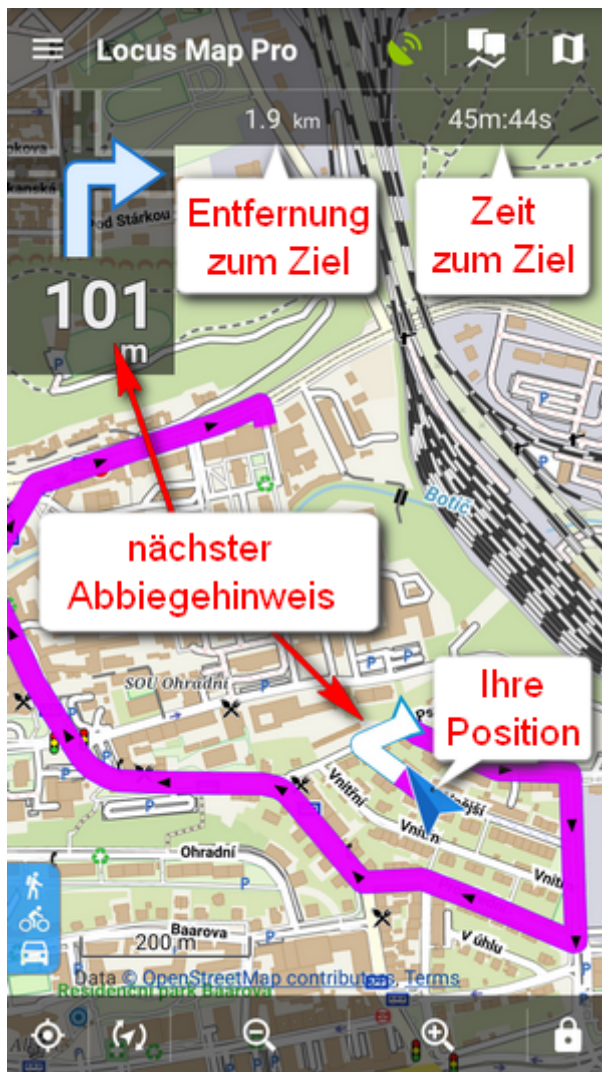 Locus Map Pro
1.9 km
45m:44s
Pod Stárkou
Entfernung
zum Ziel
Zeit
zum Ziel
101
m
P
P
Botič
nächster
Abbiegehinweis
SOU Ohradní
P
Ihre
Position
Vnitřní
Ohradní
P
V úhlu
Baarova
200 m
Data © OpenStreetMap contributors, Terms
Residenční park Baarova